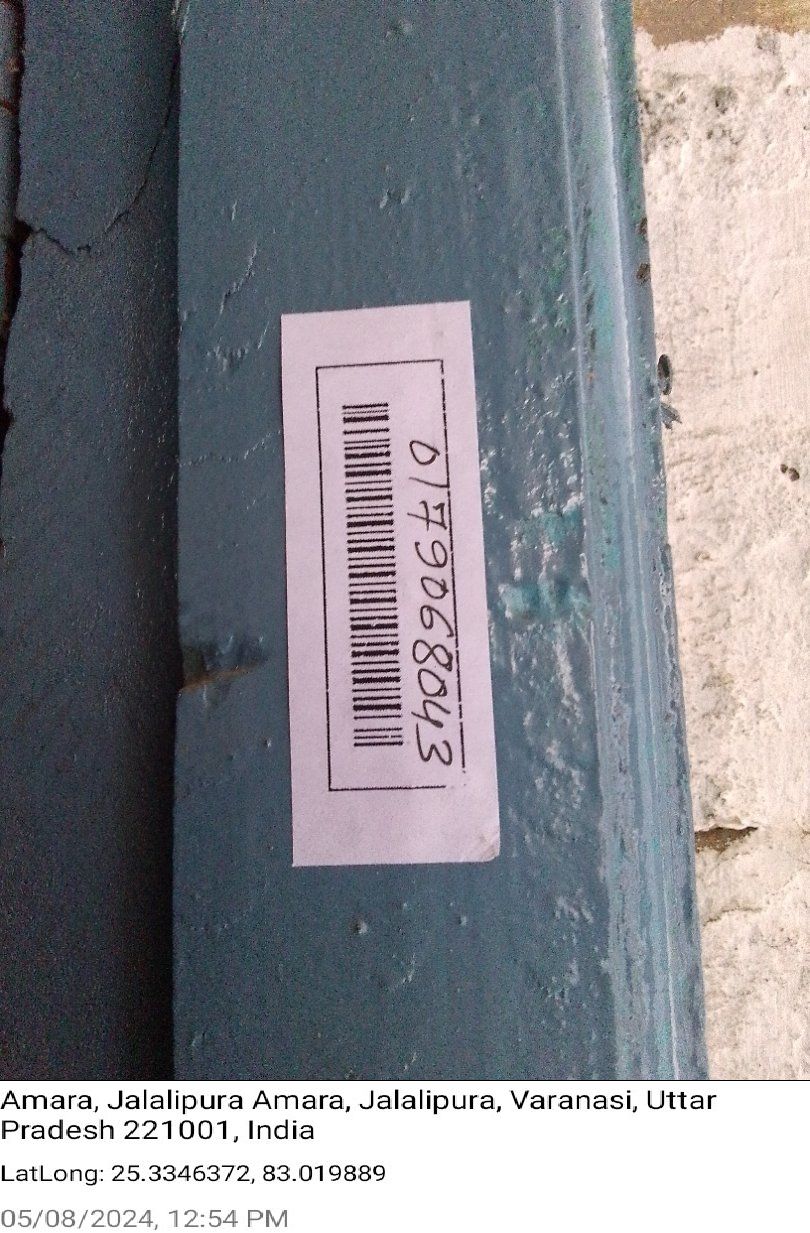 0179068043
Amara, Jalalipura Amara, Jalalipura, Varanasi, Uttar
Pradesh 221001, India
LatLong: 25.3346372, 83.019889
05/08/2024, 12:54 PM